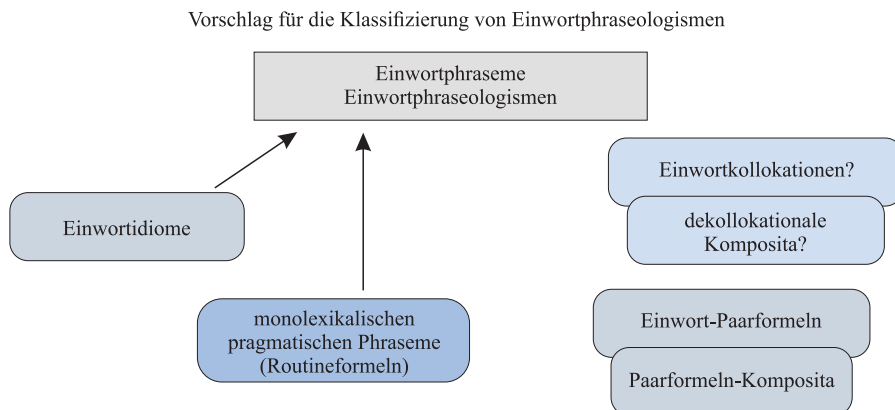 Vorschlag für die Klassifizierung von Einwortphraseologismen
Einwortphraseme
Einwortphraseologismen
Einwortkollokationen?
dekollokationale
Komposita?
Einwortidiome
monolexikalischen
pragmatischen Phraseme
(Routineformeln)
Einwort-Paarformeln
Paarformeln-Komposita